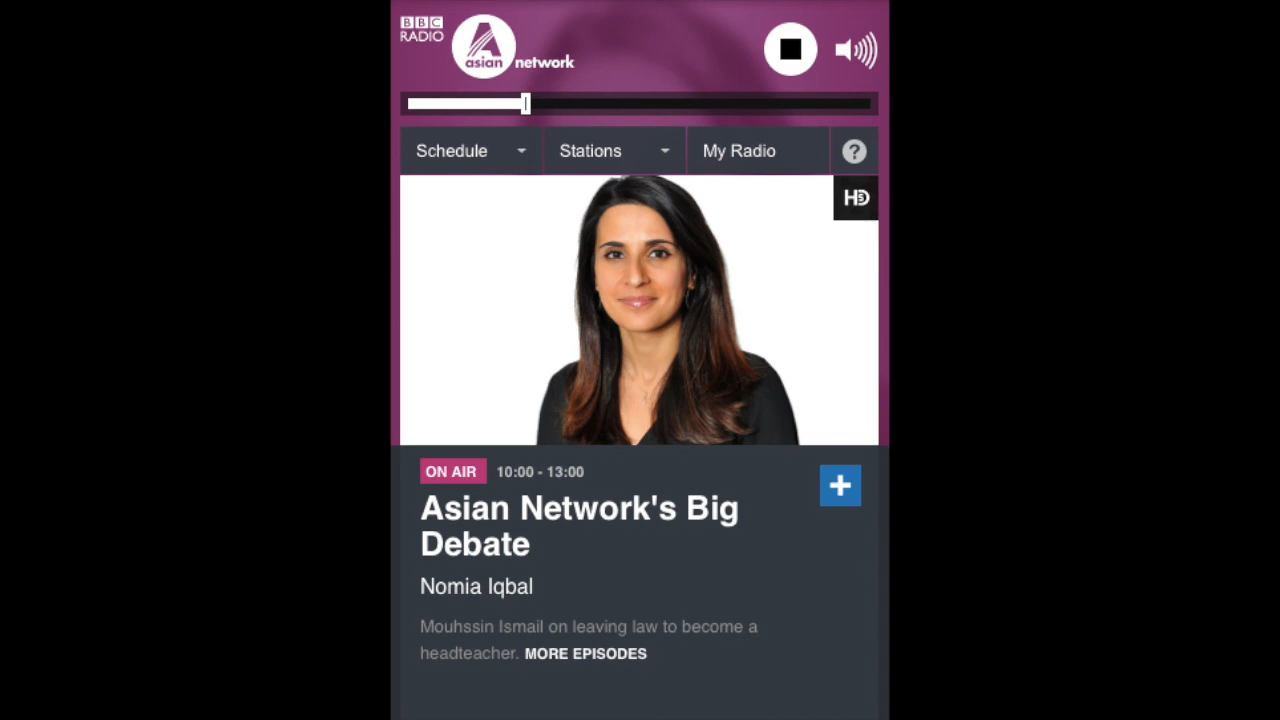 BBC
RADIO
asian network
Schedule
Stations
My Radio
?
HD
ON AIR 10:00 - 13:00
Asian Network's Big
Debate
Nomia Iqbal
Mouhssin Ismail on leaving law to become a
headteacher. MORE EPISODES